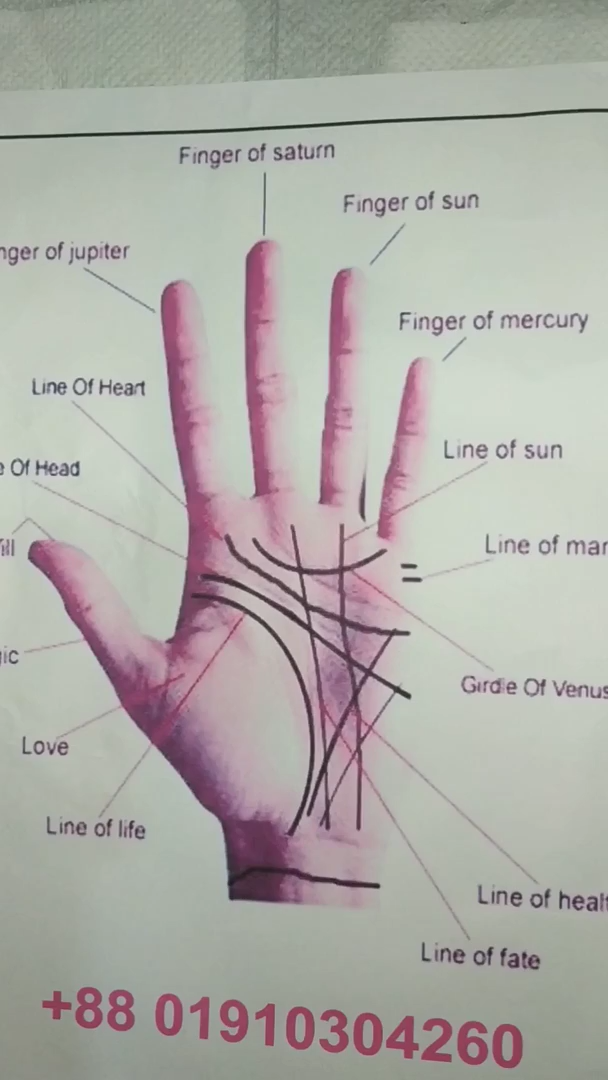 Finger of saturn
Finger of sun
nger of jupiter
Finger of mercury
Line Of Heart
Line of sun
e Of Head
Line of mar
ill
ic
Girdle Of Venus
Love
Line of life
Line of healt
Line of fate
+88 01910304260